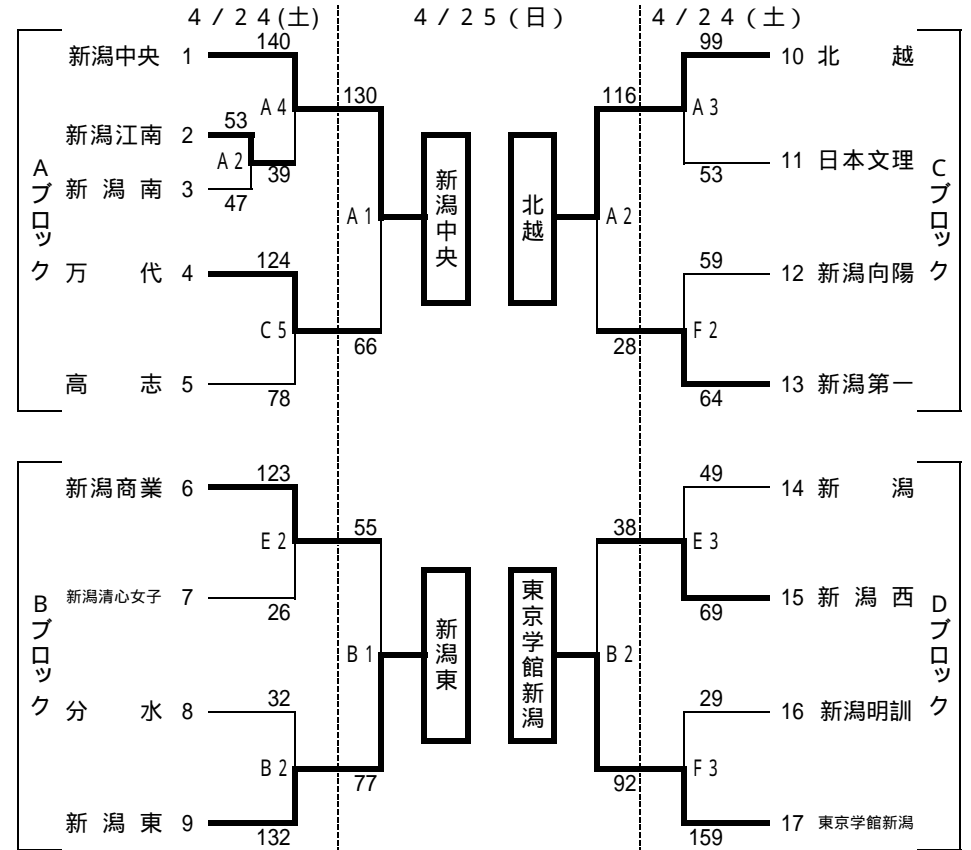 4/24(土)
4/25(日)
4/24(土)
Aブロック
新潟中央 1
140
A4
130
新潟江南 2
53
A2
39
新潟南 3
47
A1
新潟中央
万代 4
124
C5
66
高志 5
78
Bブロック
新潟商業 6
123
E2
55
新潟清心女子 7
26
B1
新潟東
分水 8
32
B2
77
新潟東 9
132
Cブロック
99
10 北越
116
A3
11 日本文理
53
北越
A2
59
12 新潟向陽
F2
28
13 新潟第一
64
Dブロック
49
14 新潟
38
E3
15 新潟西
69
東京学館新潟
B2
29
16 新潟明訓
F3
92
17 東京学館新潟
159